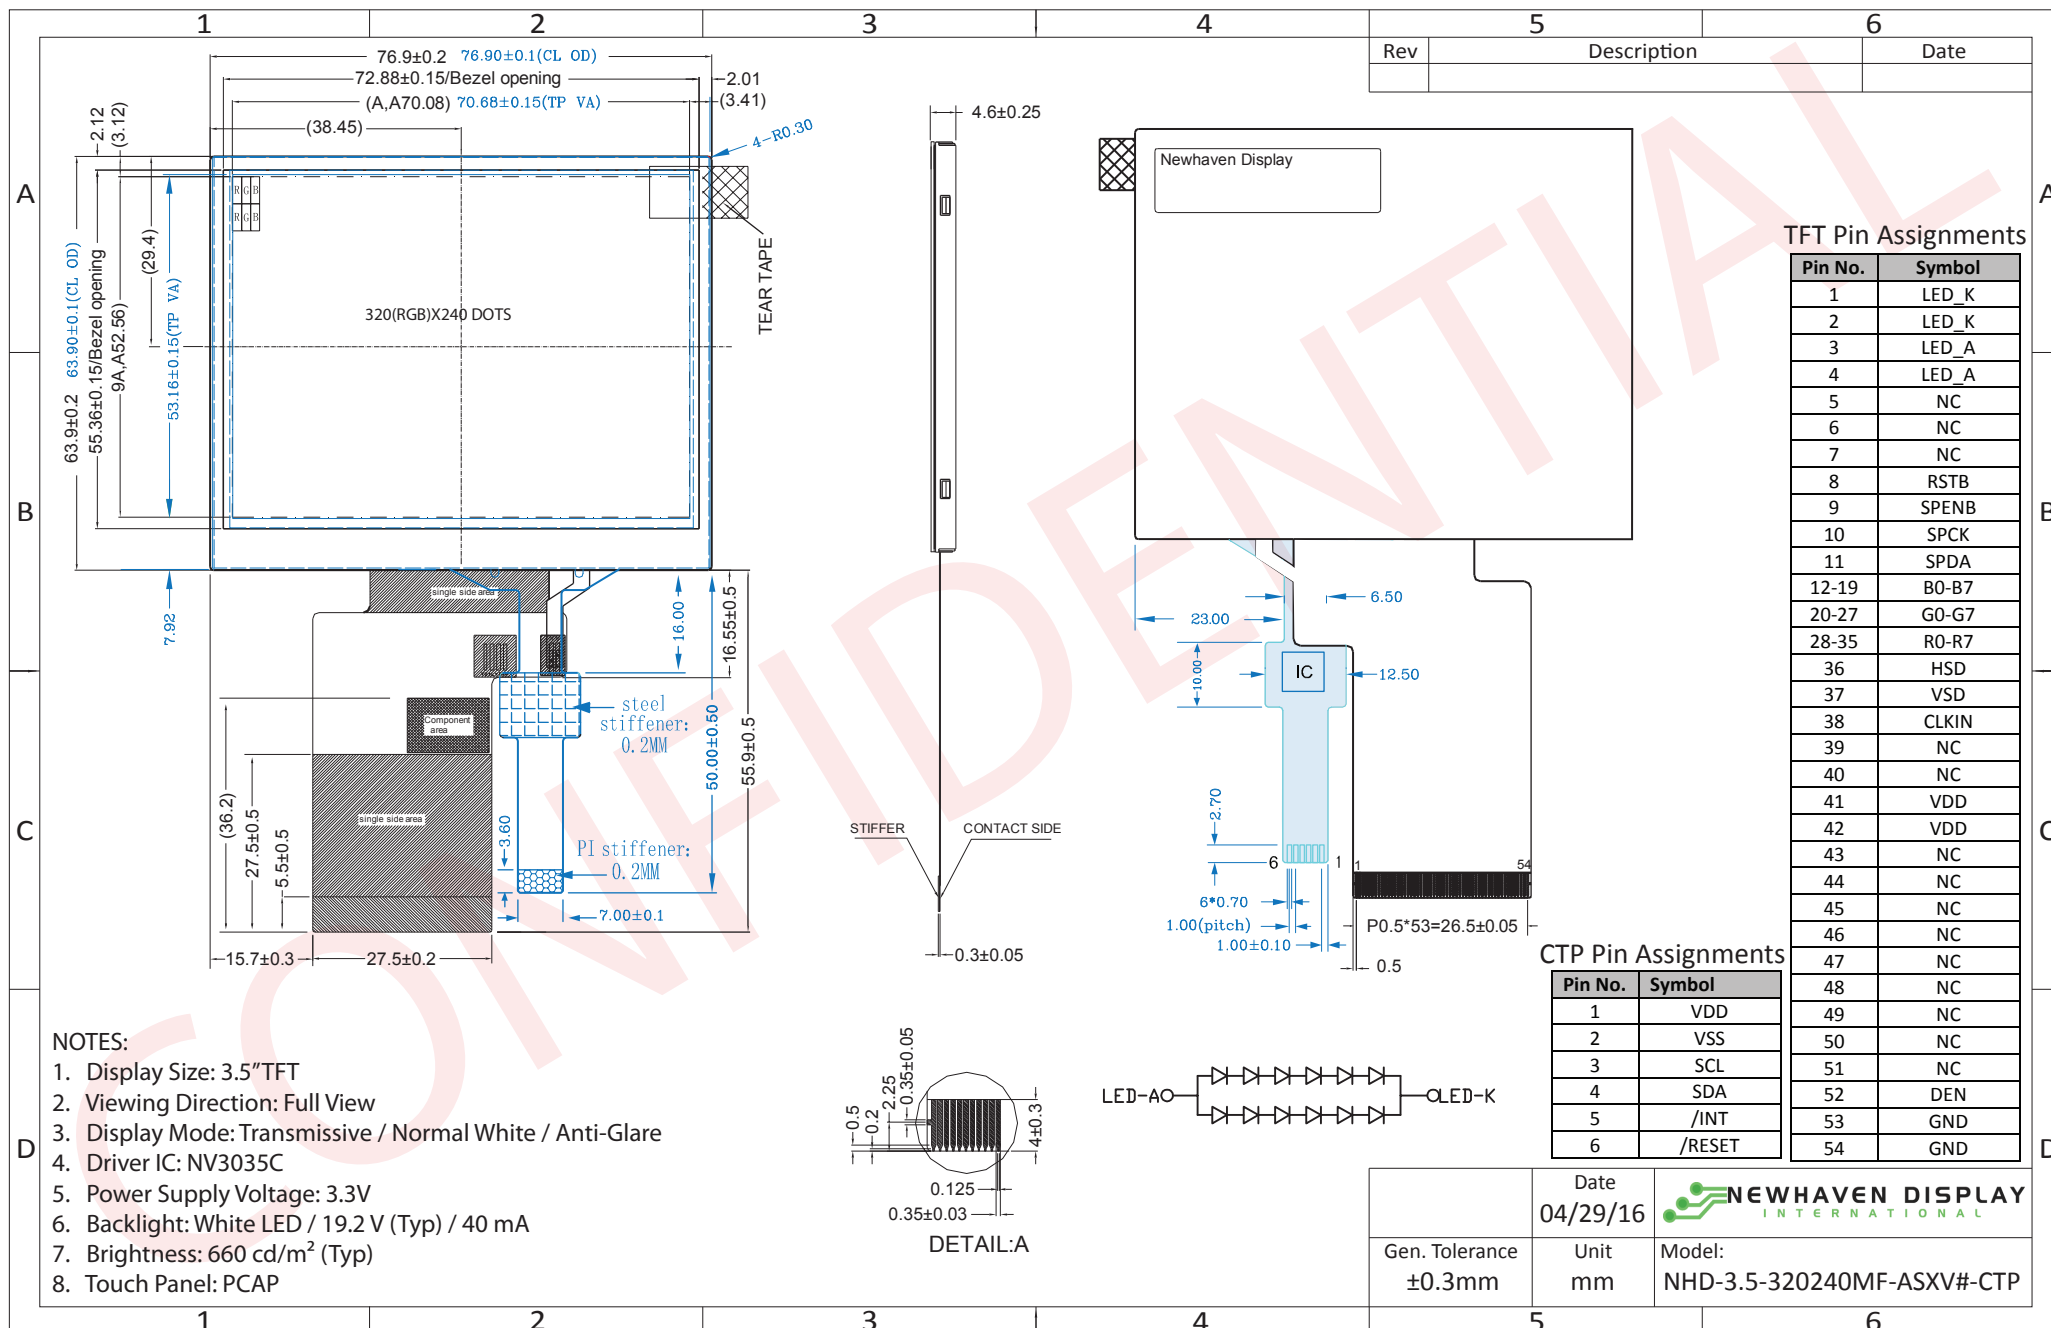 1 2 3 4 5 6
A
B
C
D
A
B
C
D
Rev Description Date
76.9±0.2 76.90±0.1(CL OD)
72.88±0.15/Bezel opening
2.01
(A,A70.08) 70.68±0.15(TP VA)
(3.41)
(38.45)
4-R0.30
2.12
(3.12)
63.9±0.2 63.90±0.1(CL OD)
55.36±0.15/Bezel opening
9A,A52.56)
(29.4)
53.16±0.15(TP VA)
R G B
R G B
320(RGB)X240 DOTS
TEAR TAPE
7.92
single side area
16.00
16.55±0.5
steel
stiffener:
0.2MM
Component
area
50.00±0.50
55.9±0.5
(36.2)
27.5±0.5
5.5±0.5
single side area
3.60
PI stiffener:
0.2MM
7.00±0.1
15.7±0.3
27.5±0.2
4.6±0.25
STIFFER
CONTACT SIDE
0.3±0.05
Newhaven Display
6.50
23.00
10.00
IC
12.50
2.70
6 1
1 54
6*0.70
1.00(pitch)
1.00±0.10
P0.5*53=26.5±0.05
0.5
TFT Pin Assignments
Pin No. Symbol
1 LED_K
2 LED_K
3 LED_A
4 LED_A
5 NC
6 NC
7 NC
8 RSTB
9 SPENB
10 SPCK
11 SPDA
12-19 B0-B7
20-27 G0-G7
28-35 R0-R7
36 HSD
37 VSD
38 CLKIN
39 NC
40 NC
41 VDD
42 VDD
43 NC
44 NC
45 NC
46 NC
47 NC
48 NC
49 NC
50 NC
51 NC
52 DEN
53 GND
54 GND
CTP Pin Assignments
Pin No. Symbol
1 VDD
2 VSS
3 SCL
4 SDA
5 /INT
6 /RESET
NOTES:
1. Display Size: 3.5"TFT
2. Viewing Direction: Full View
3. Display Mode: Transmissive / Normal White / Anti-Glare
4. Driver IC: NV3035C
5. Power Supply Voltage: 3.3V
6. Backlight: White LED / 19.2 V (Typ) / 40 mA
7. Brightness: 660 cd/m² (Typ)
8. Touch Panel: PCAP
0.5
0.2
2.25
0.35±0.05
4±0.3
0.125
0.35±0.03
DETAIL:A
LED-A
LED-K
Date
04/29/16
NEWHAVEN DISPLAY
INTERNATIONAL
Gen. Tolerance
±0.3mm
Unit
mm
Model:
NHD-3.5-320240MF-ASXV#-CTP
CONFIDENTIAL
1 2 3 4 5 6